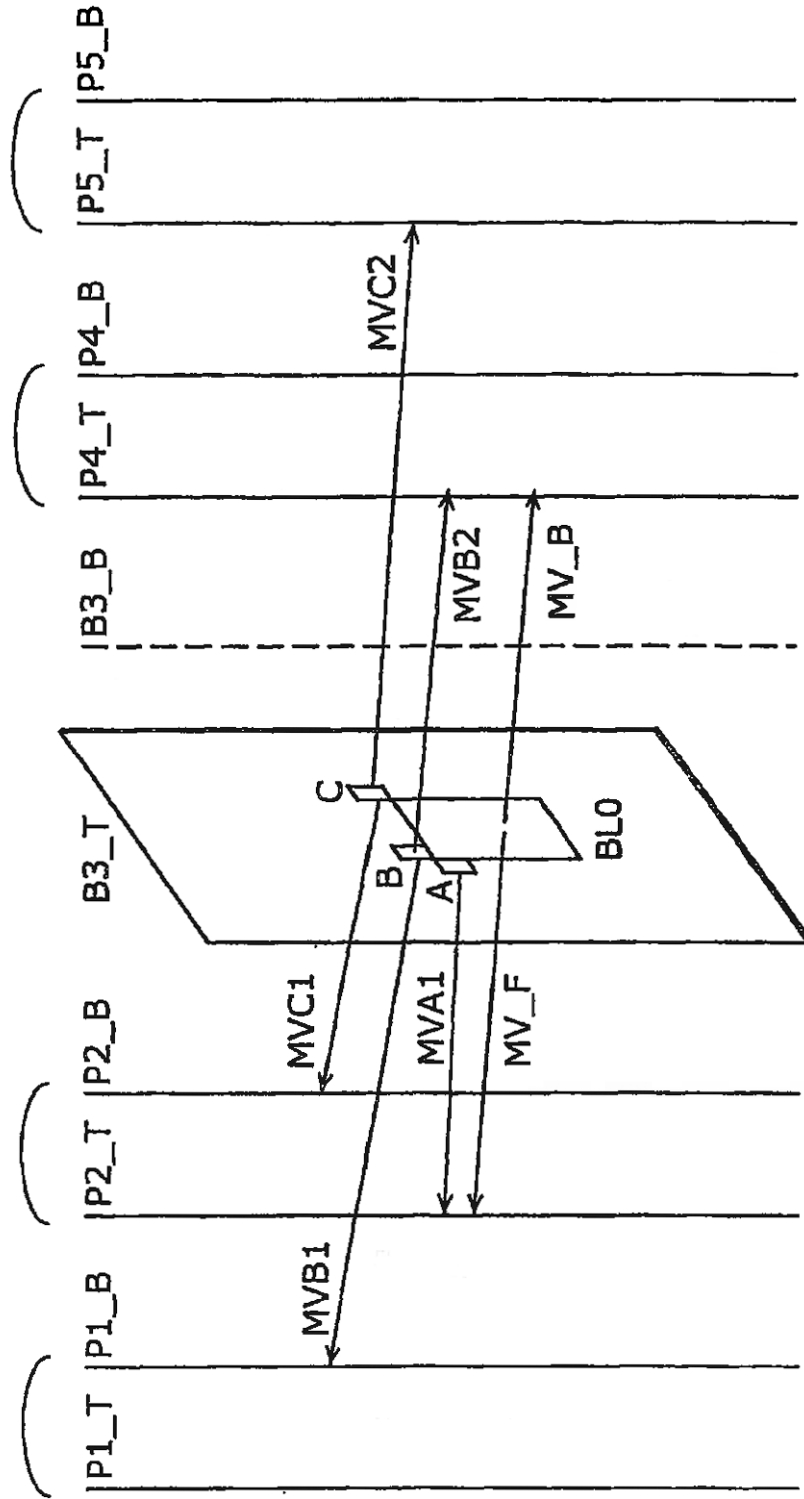 P1_T
P1_B
P2_T
P2_B
B3_T
B3_B
P4_T
P4_B
P5_T
P5_B
MVB1
MVC1
MVA1
MV_F
A
B
C
BL0
MVB2
MV_B
MVC2